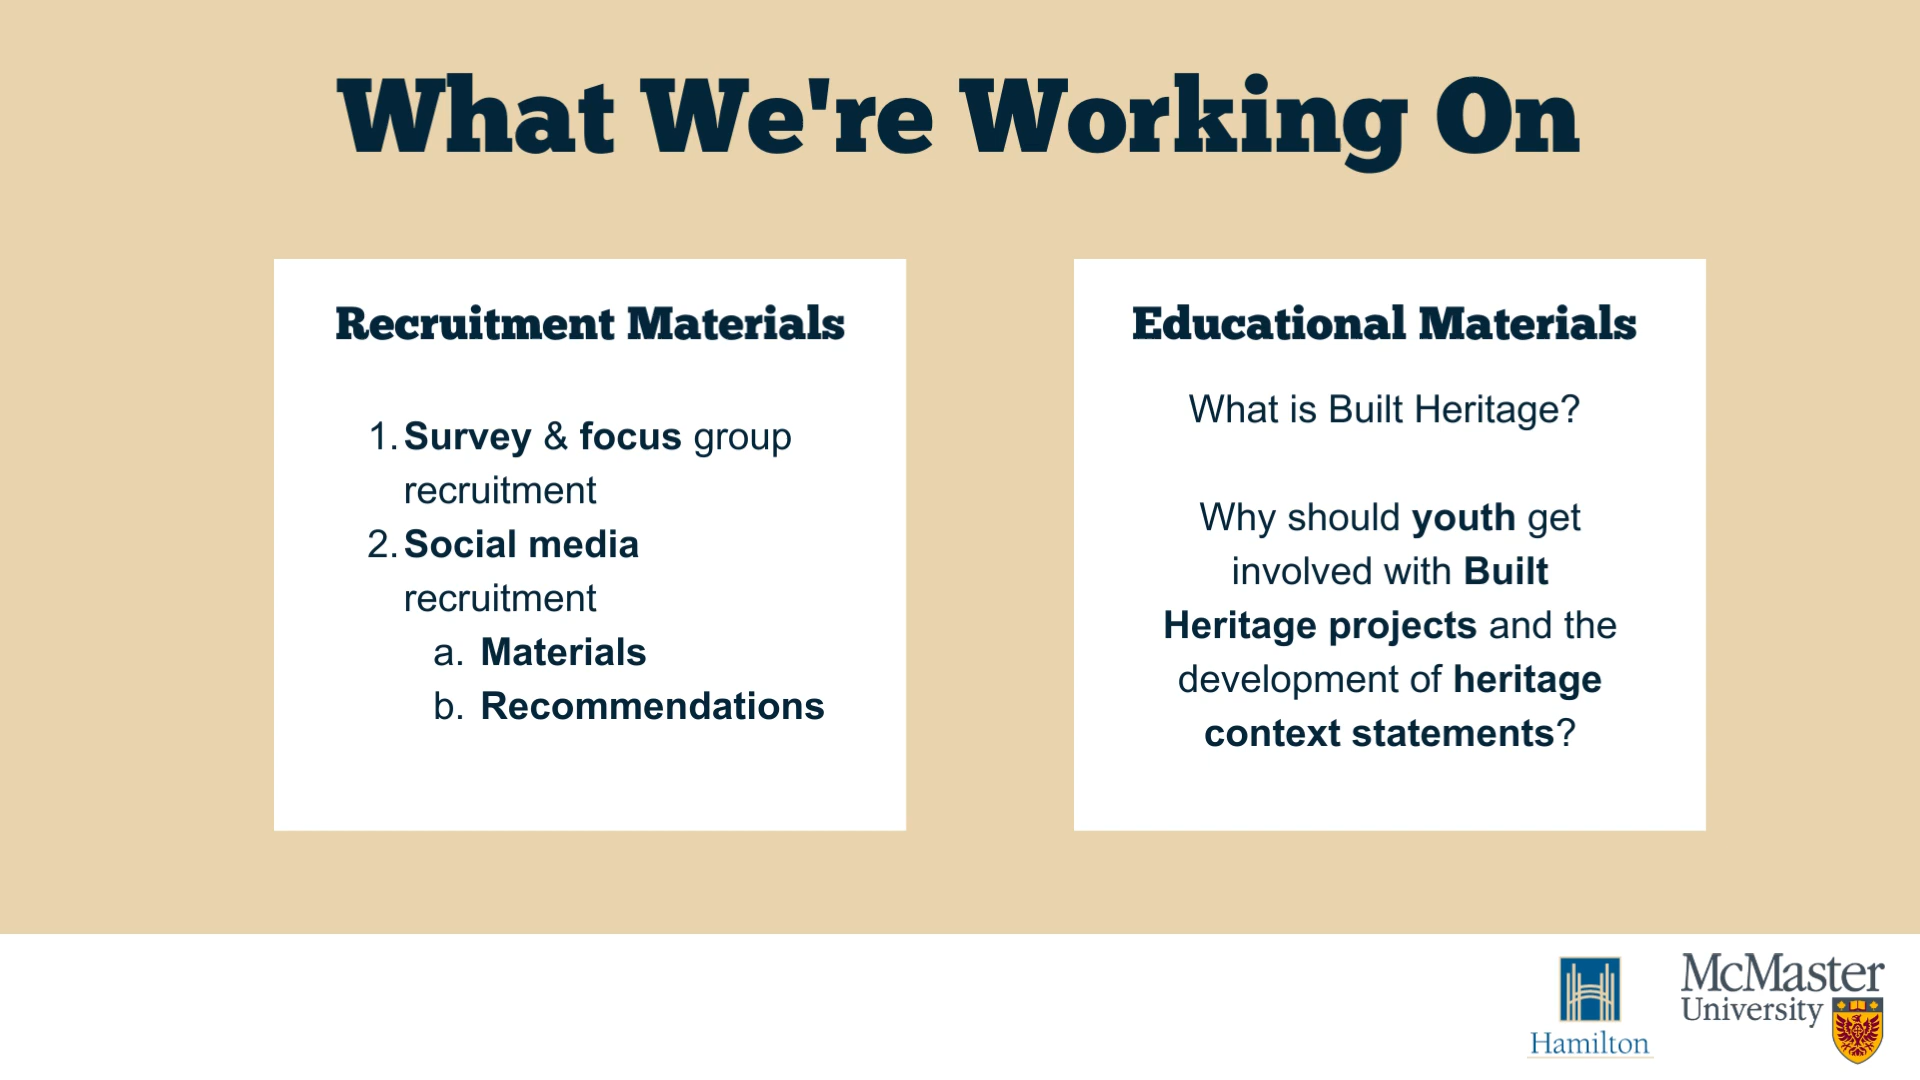 What We're Working On
Recruitment Materials
1. Survey & focus group
recruitment
2. Social media
recruitment
a. Materials
b. Recommendations
Educational Materials
What is Built Heritage?
Why should youth get
involved with Built
Heritage projects and the
development of heritage
context statements?
Hamilton
McMaster
University